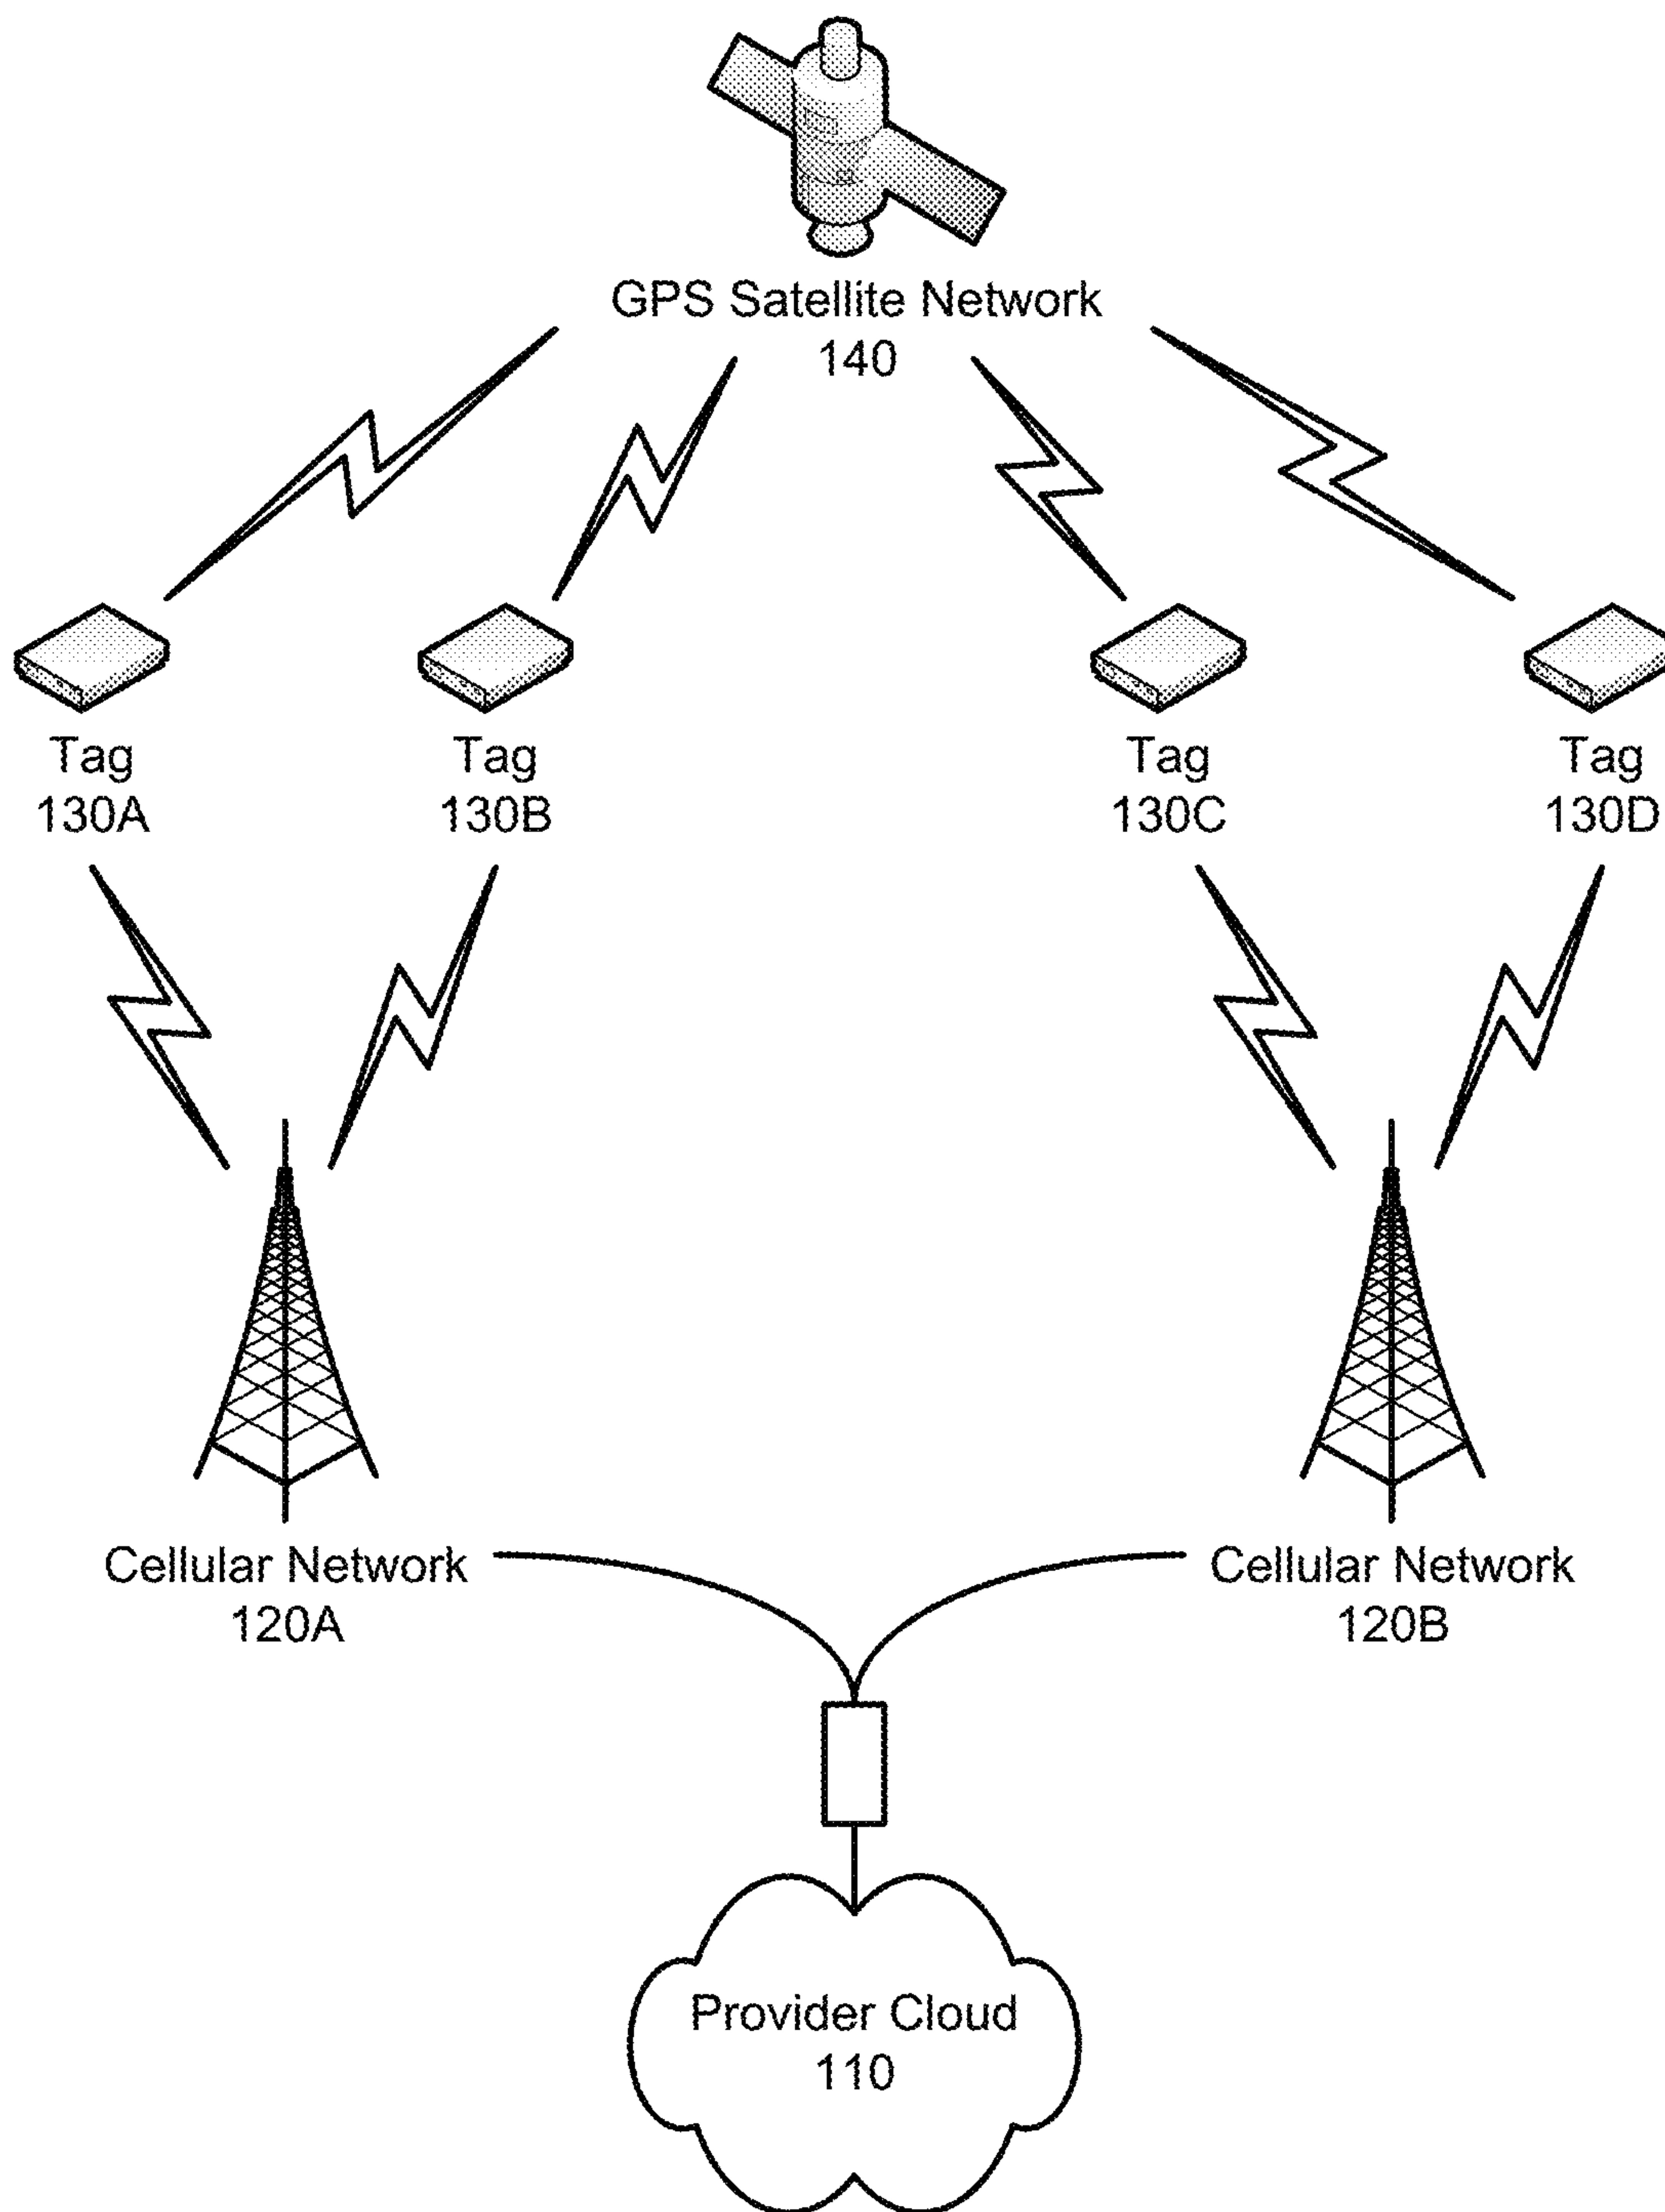 GPS Satellite Network
140
Tag
130A
Tag
130B
Tag
130C
Tag
130D
Cellular Network
120A
Cellular Network
120B
Provider Cloud
110